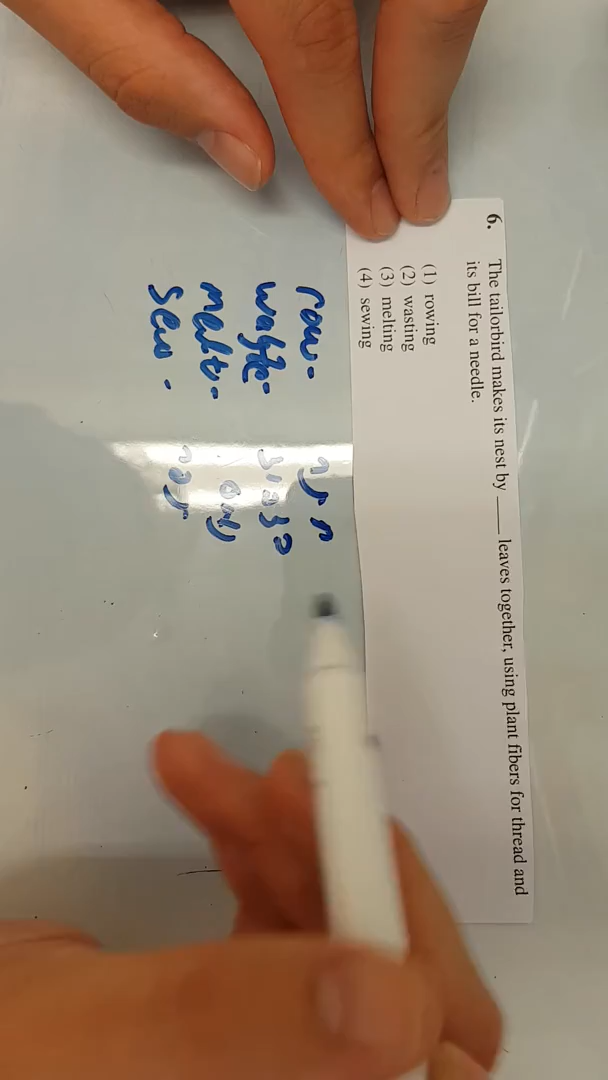 6. The tailorbird makes its nest by ____ leaves together, using plant fibers for thread and
its bill for a needle.
(1) rowing
(2) wasting
(3) melting
(4) sewing
row-
waste-
melt-
sew-